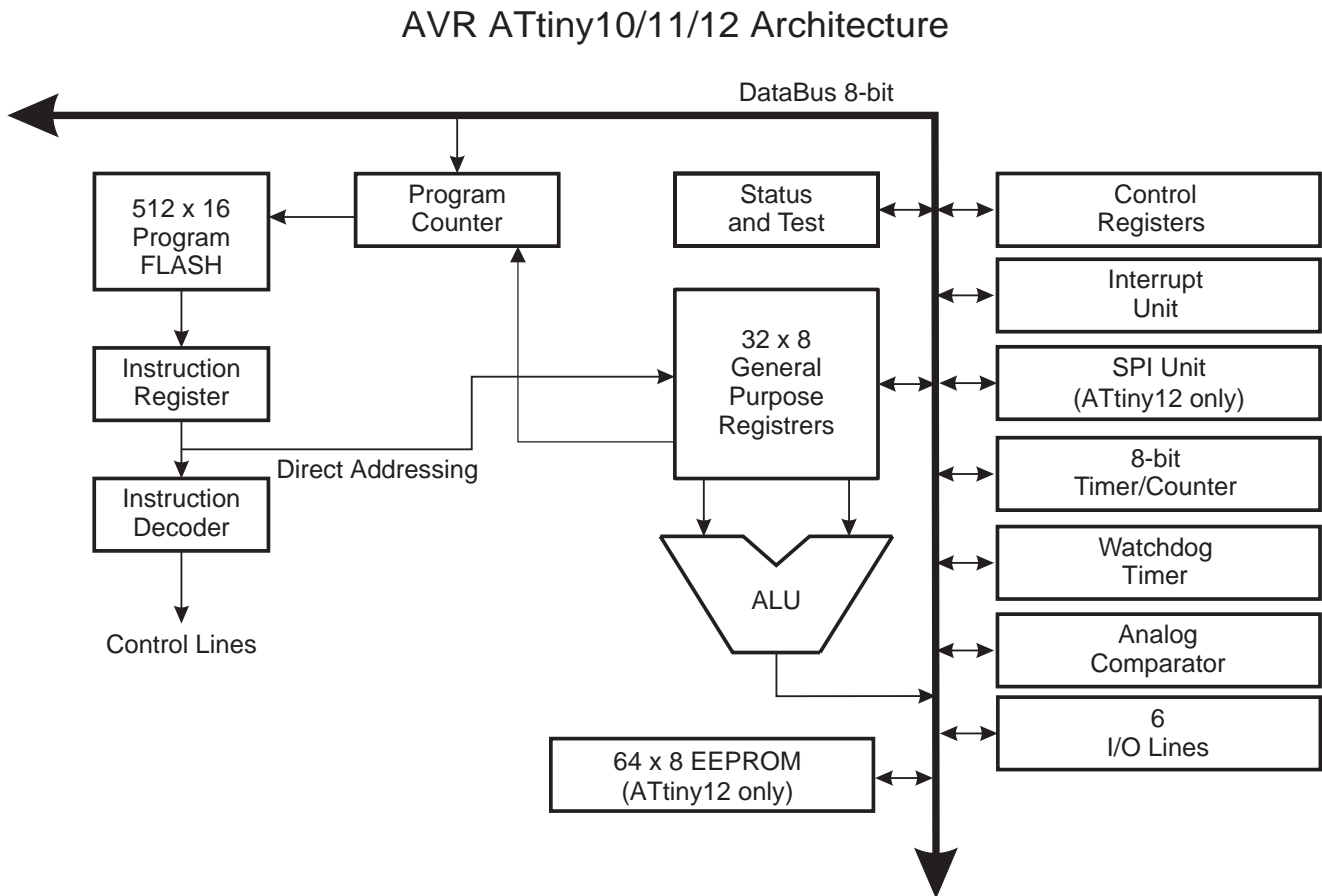 AVR ATtiny10/11/12 Architecture
DataBus 8-bit
512 x 16
Program
FLASH
Program
Counter
Status
and Test
Control
Registers
Interrupt
Unit
Instruction
Register
32 x 8
General
Purpose
Registrers
SPI Unit
(ATtiny12 only)
Direct Addressing
8-bit
Timer/Counter
Instruction
Decoder
Watchdog
Timer
ALU
Control Lines
Analog
Comparator
6
I/O Lines
64 x 8 EEPROM
(ATtiny12 only)